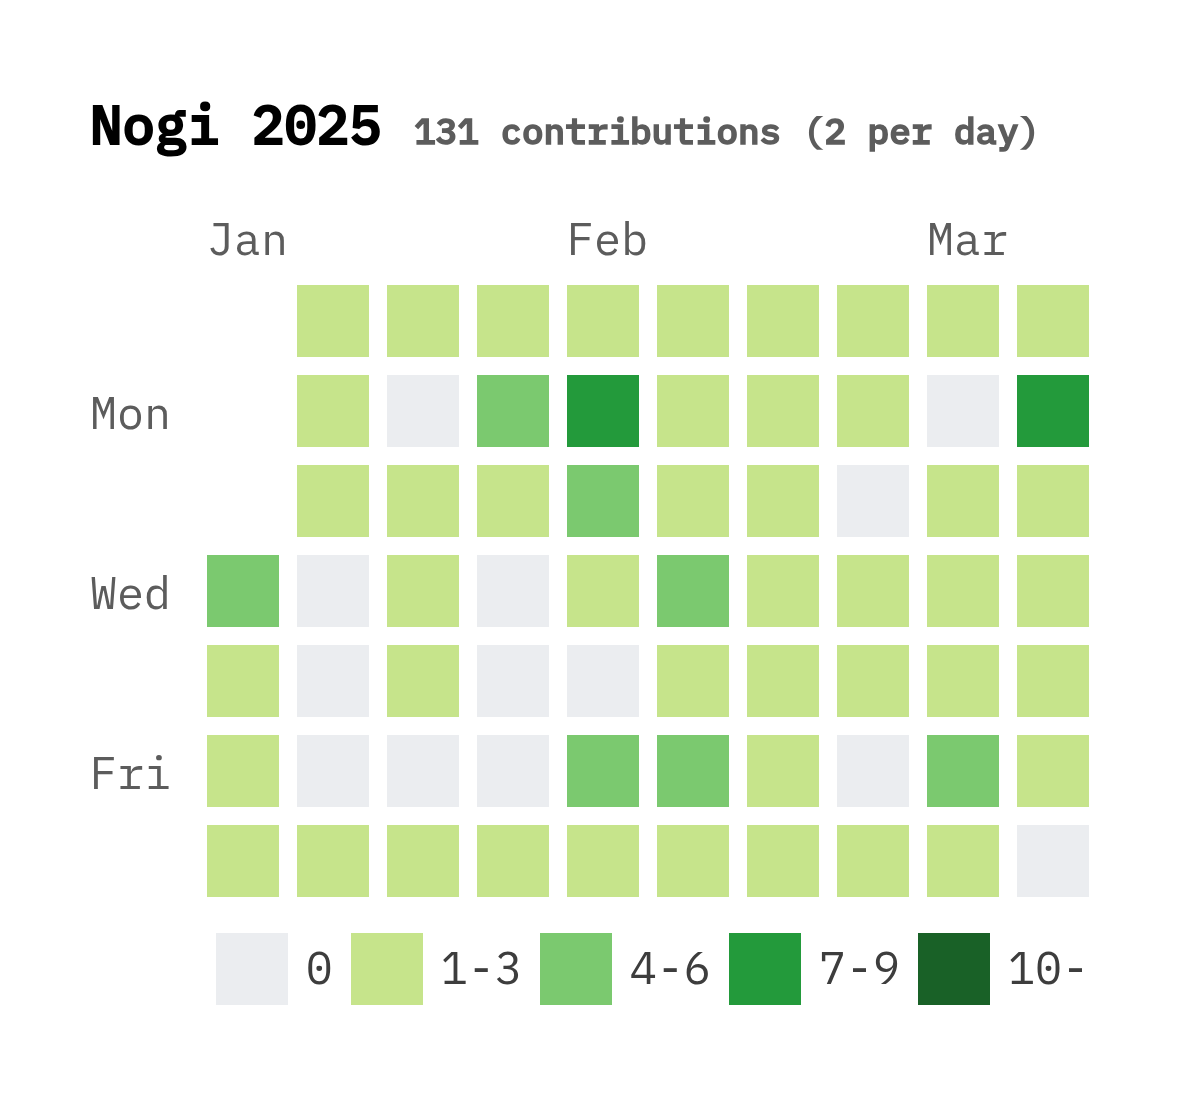 Nogi 2025 131 contributions (2 per day)
Jan Feb Mar
Mon
Wed
Fri
0 1-3 4-6 7-9 10-